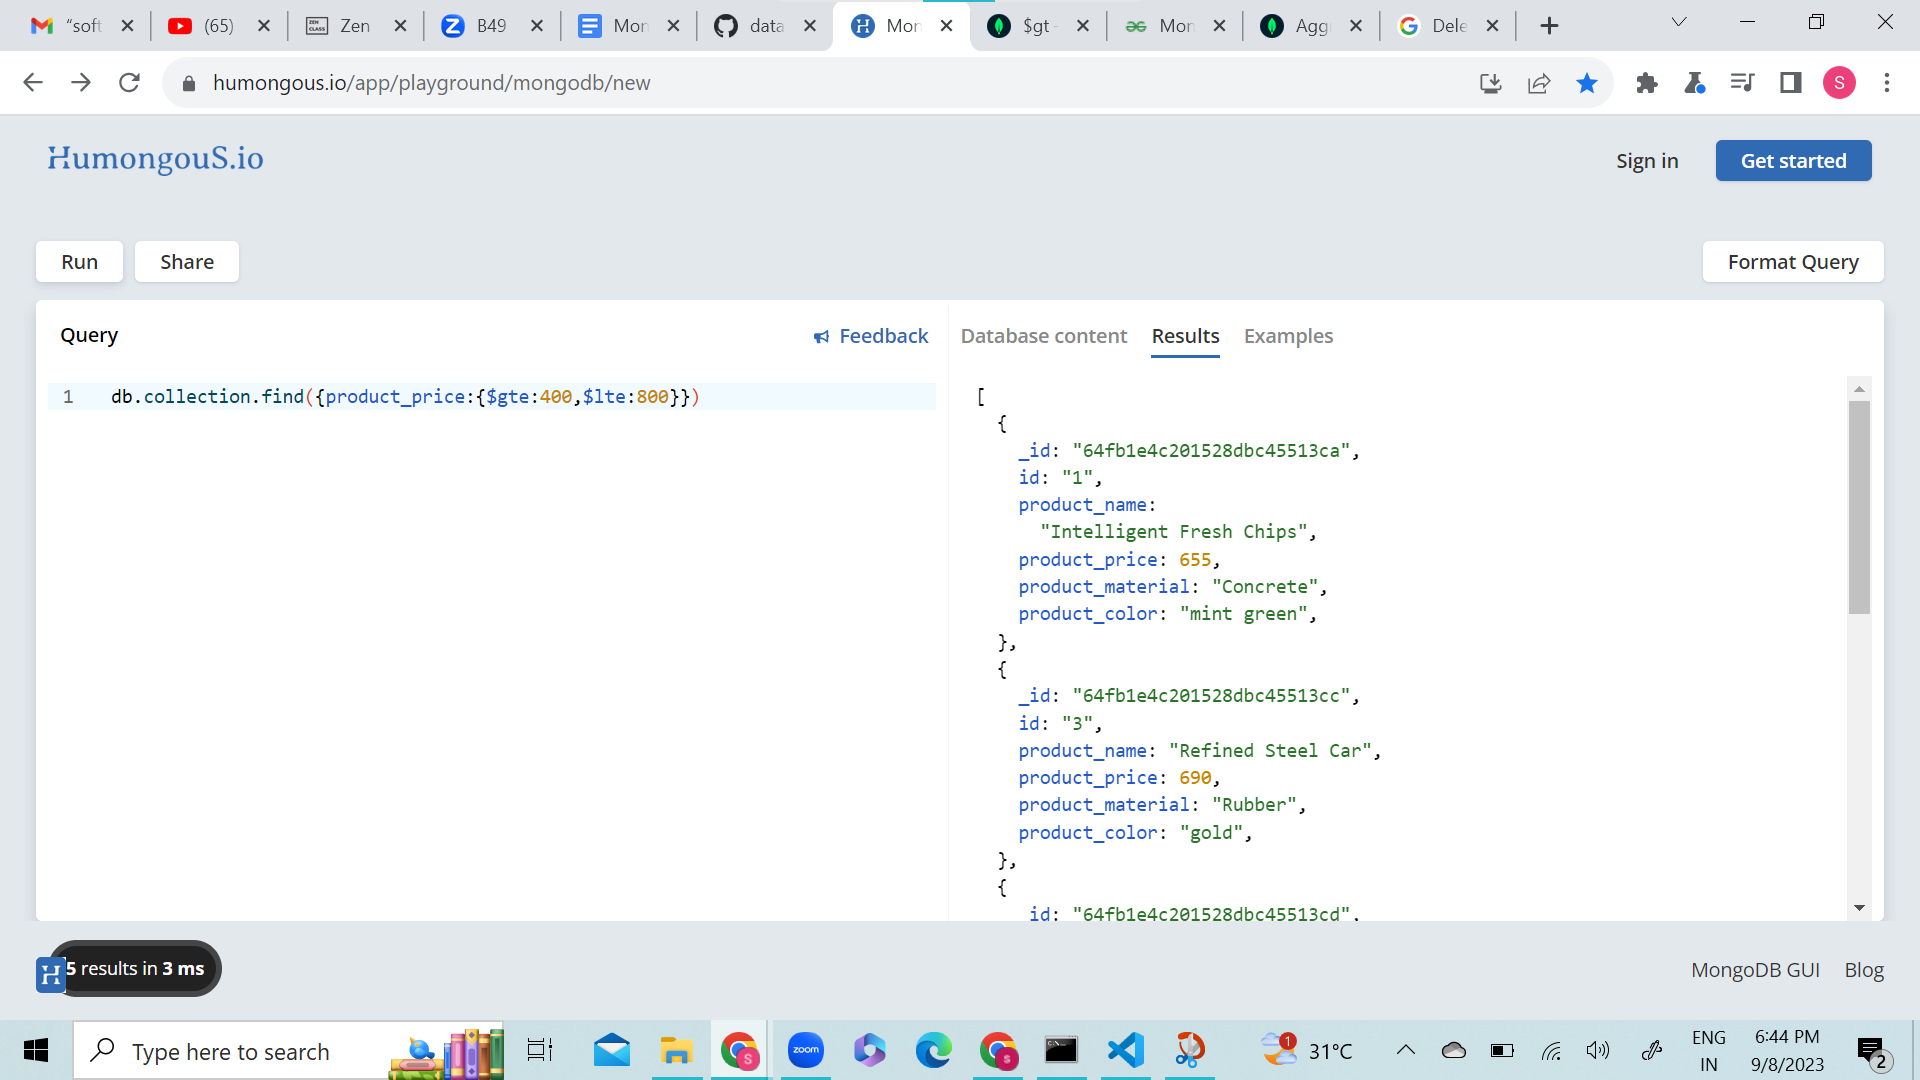 “soft
(65)
Zen
B49
Mon
data
Mon
$gt -
Mon
Agg
Dele
humongous.io/app/playground/mongodb/new
S
HumongouS.io
Sign in
Get started
Run
Share
Format Query
Query
Feedback
Database content
Results
Examples
1 db.collection.find({product_price:{$gte:400,$lte:800}})
[
{
_id: "64fb1e4c201528dbc45513ca",
id: "1",
product_name:
"Intelligent Fresh Chips",
product_price: 655,
product_material: "Concrete",
product_color: "mint green",
},
{
_id: "64fb1e4c201528dbc45513cc",
id: "3",
product_name: "Refined Steel Car",
product_price: 690,
product_material: "Rubber",
product_color: "gold",
},
{
_id: "64fb1e4c201528dbc45513cd",
H
5 results in 3 ms
MongoDB GUI
Blog
Type here to search
zoom
1
31°C
ENG
IN
6:44 PM
9/8/2023
2